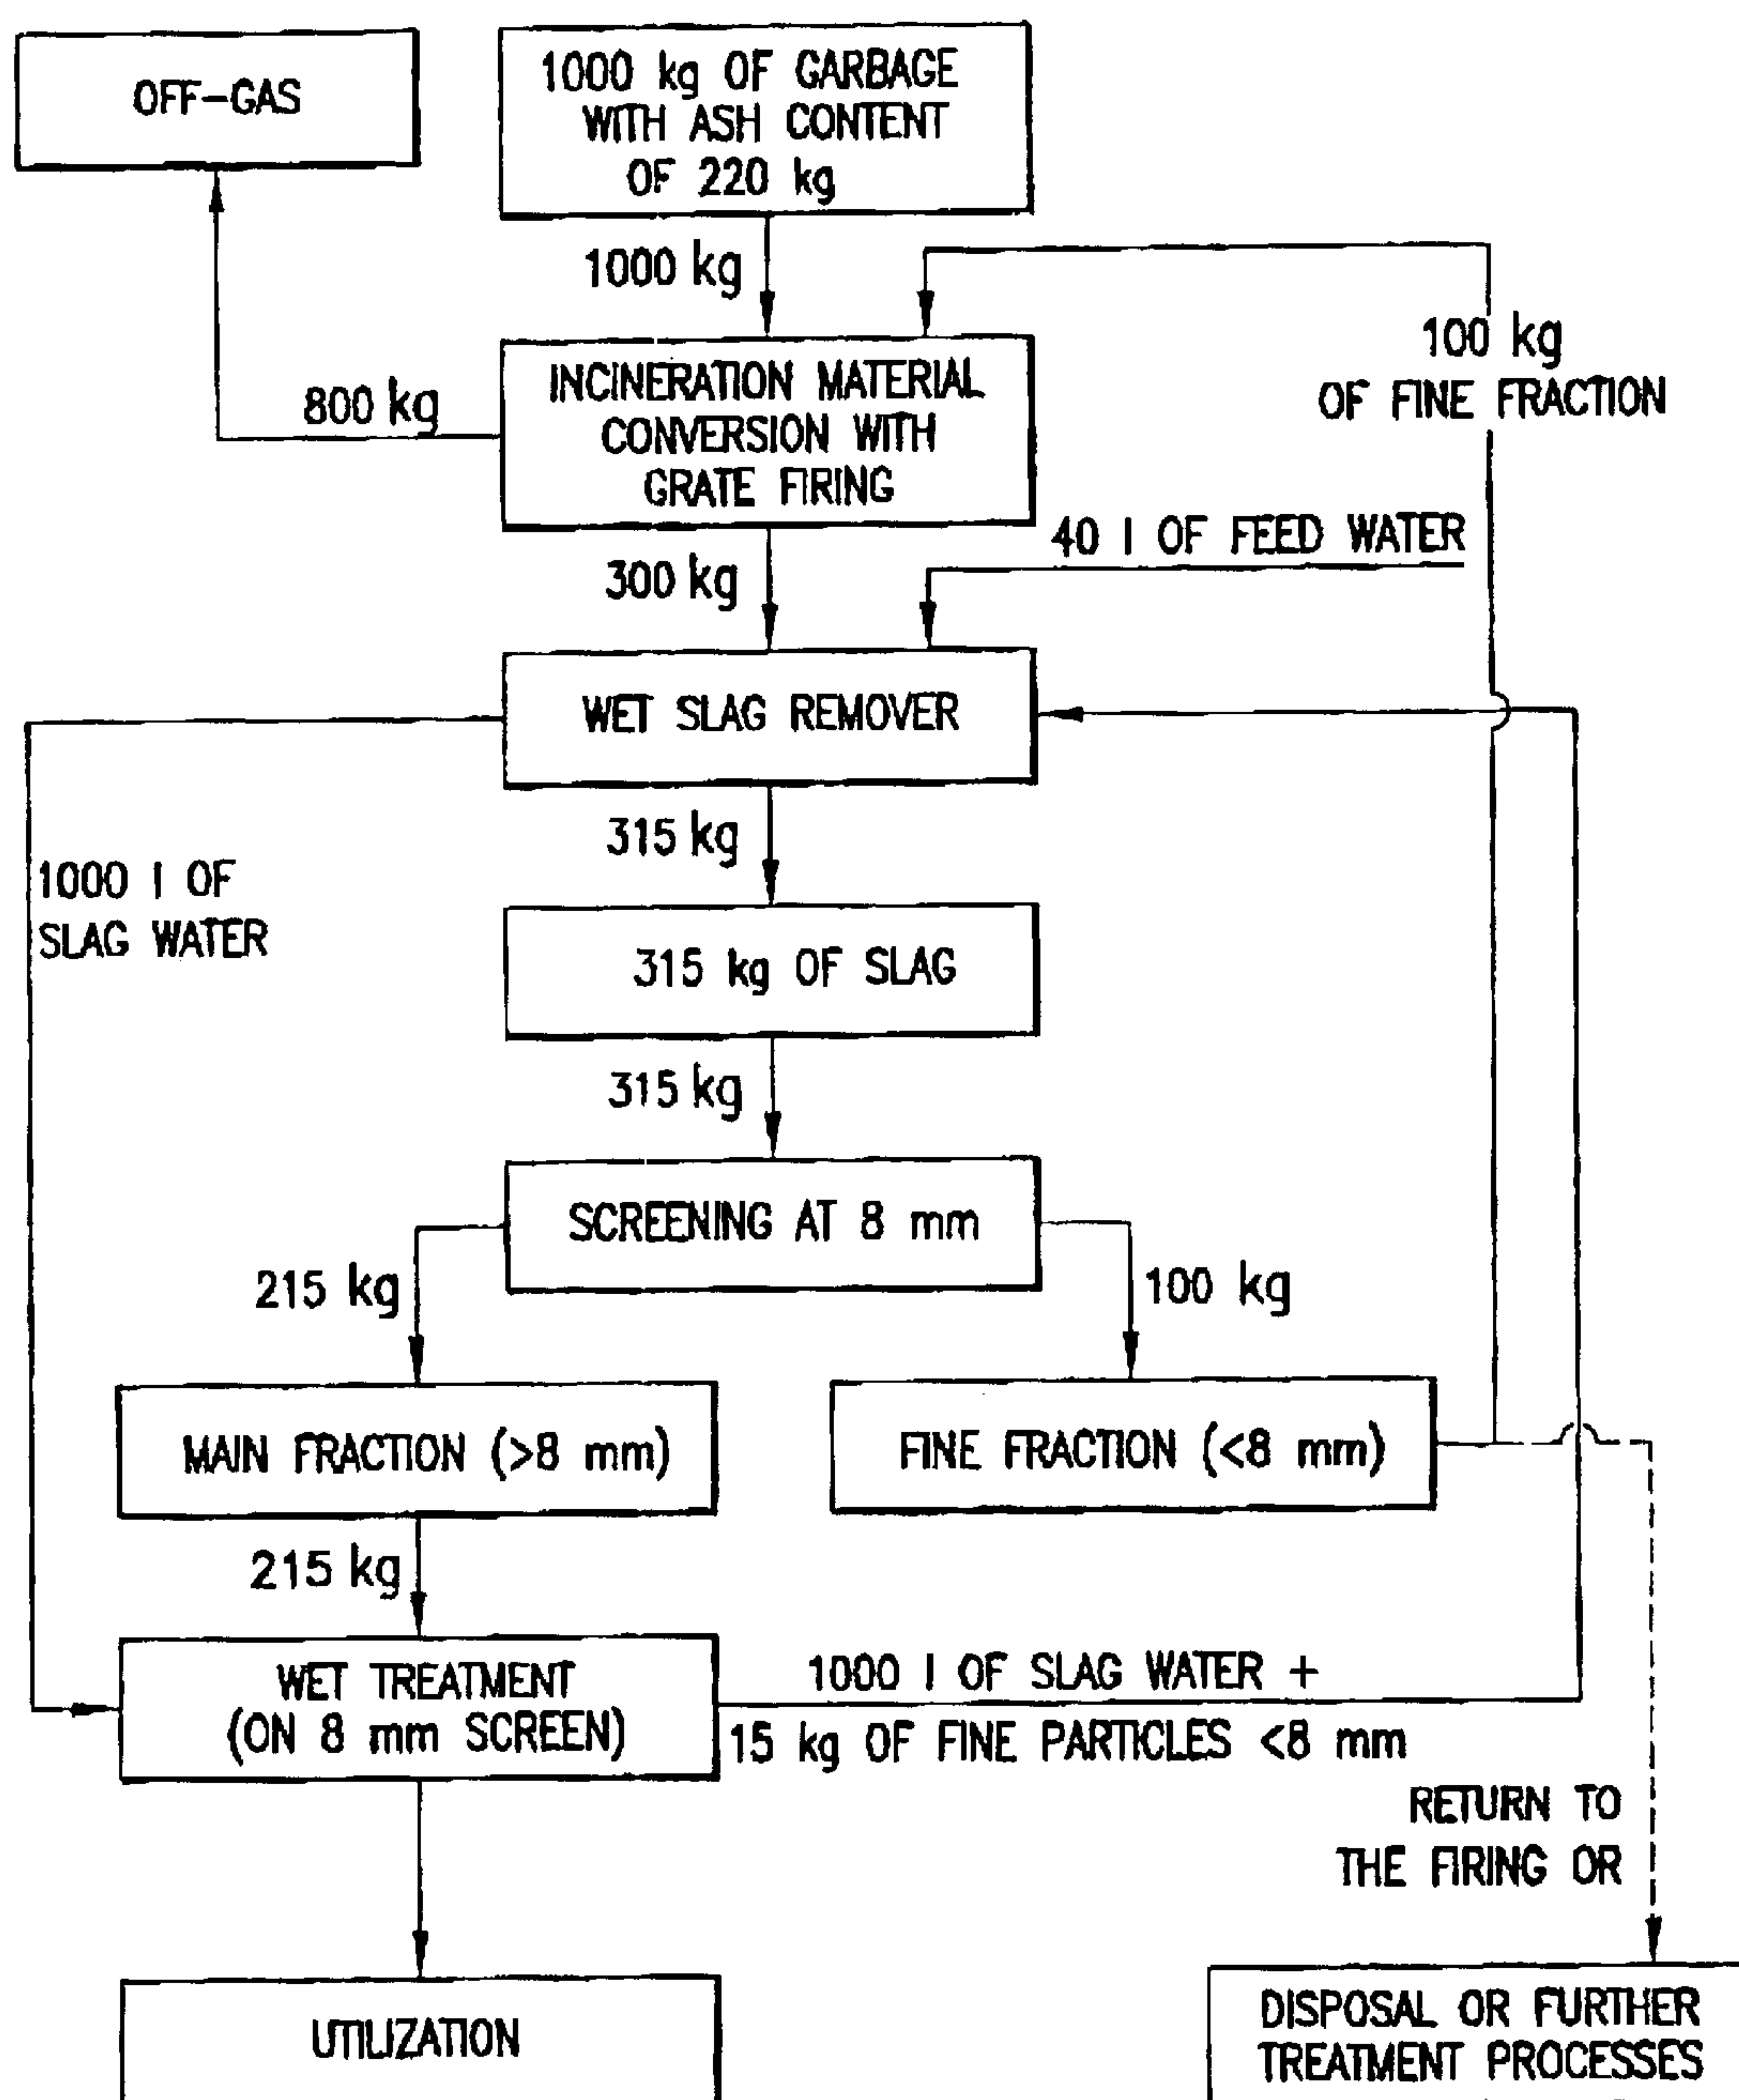 OFF-GAS
1000 kg OF GARBAGE
WITH ASH CONTENT
OF 220 kg
1000 kg
100 kg
OF FINE FRACTION
800 kg
INCINERATION MATERIAL
CONVERSION WITH
GRATE FIRING
300 kg
40 l OF FEED WATER
WET SLAG REMOVER
315 kg
1000 l OF
SLAG WATER
315 kg OF SLAG
315 kg
SCREENING AT 8 mm
215 kg
100 kg
MAIN FRACTION (>8 mm)
FINE FRACTION (<8 mm)
215 kg
WET TREATMENT
(ON 8 mm SCREEN)
1000 l OF SLAG WATER +
15 kg OF FINE PARTICLES <8 mm
RETURN TO
THE FIRING OR
UTILIZATION
DISPOSAL OR FURTHER
TREATMENT PROCESSES